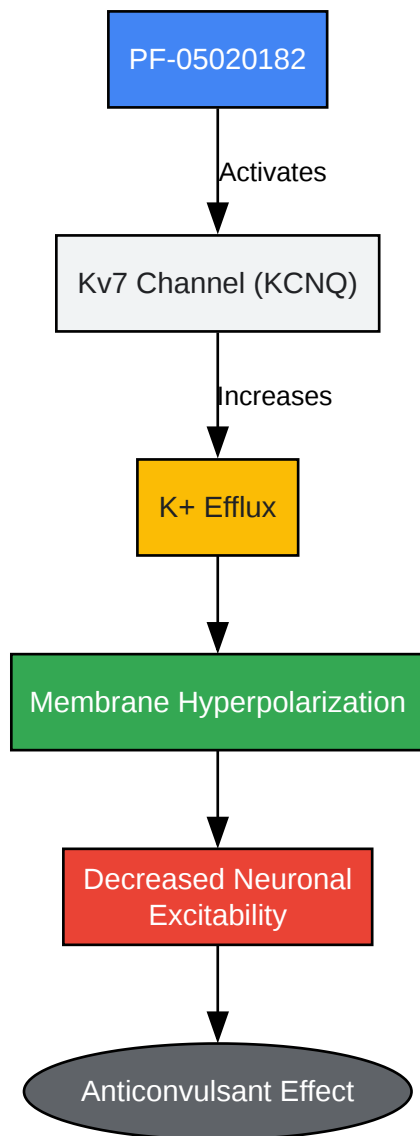 PF-05020182
Activates
Kv7 Channel (KCNQ)
Increases
K+ Efflux
Membrane Hyperpolarization
Decreased Neuronal
Excitability
Anticonvulsant Effect